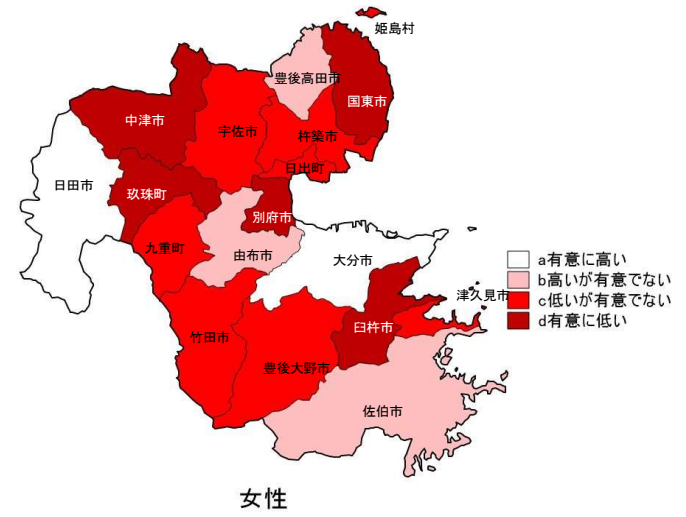 姫島村
豊後高田市
国東市
中津市
宇佐市
杵築市
日出町
日田市
玖珠町
別府市
九重町
由布市
大分市
津久見市
竹田市
臼杵市
豊後大野市
佐伯市
a有意に高い
b高いが有意でない
c低いが有意でない
d有意に低い
女性